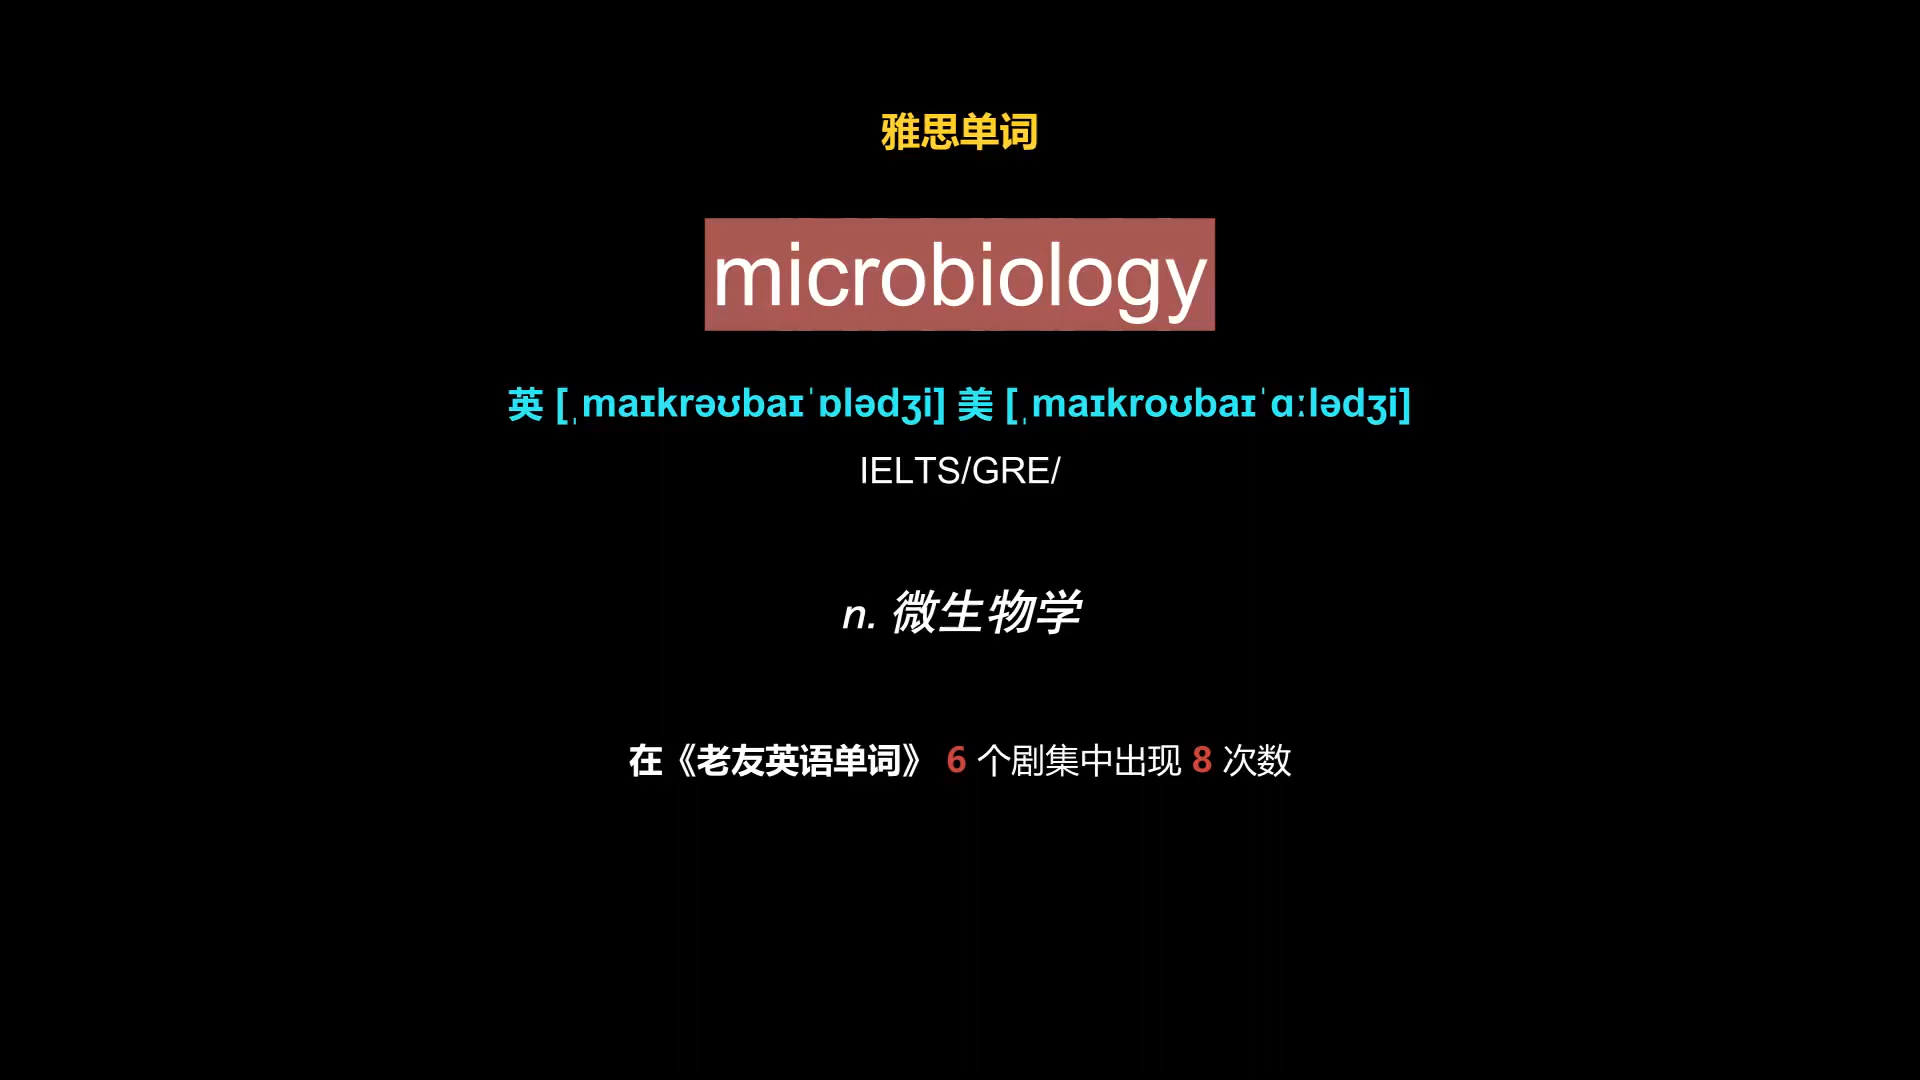 雅思单词
microbiology
英 [ˌmaɪkrəʊbaɪˈɒlədʒi] 美 [ˌmaɪkroʊbaɪˈɑːlədʒi]
IELTS/GRE/
n. 微生物学
在《老友英语单词》 6 个剧集中出现 8 次数